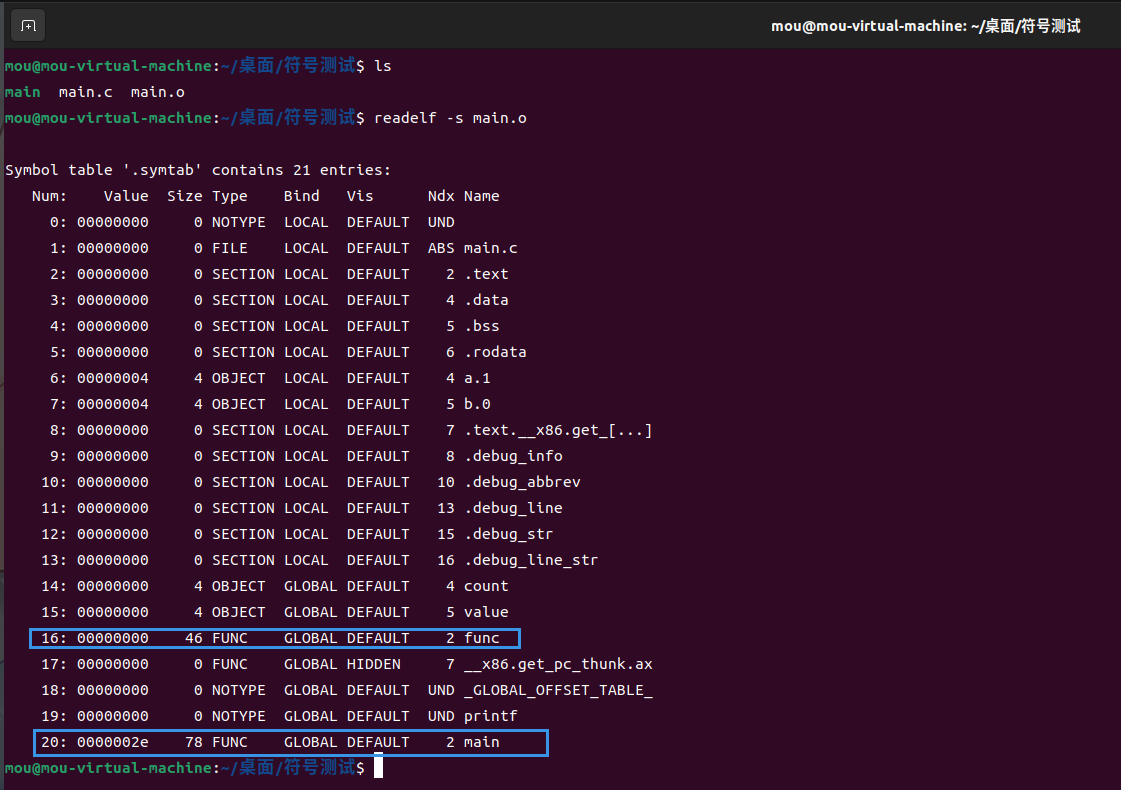 mou@mou-virtual-machine: ~/桌面/符号测试
mou@mou-virtual-machine:~/桌面/符号测试$ ls
main  main.c  main.o
mou@mou-virtual-machine:~/桌面/符号测试$ readelf -s main.o
Symbol table '.symtab' contains 21 entries:
   Num:    Value  Size Type    Bind   Vis      Ndx Name
     0: 00000000     0 NOTYPE  LOCAL  DEFAULT  UND
     1: 00000000     0 FILE    LOCAL  DEFAULT  ABS main.c
     2: 00000000     0 SECTION LOCAL  DEFAULT    2 .text
     3: 00000000     0 SECTION LOCAL  DEFAULT    4 .data
     4: 00000000     0 SECTION LOCAL  DEFAULT    5 .bss
     5: 00000000     0 SECTION LOCAL  DEFAULT    6 .rodata
     6: 00000004     4 OBJECT  LOCAL  DEFAULT    4 a.1
     7: 00000004     4 OBJECT  LOCAL  DEFAULT    5 b.0
     8: 00000000     0 SECTION LOCAL  DEFAULT    7 .text.__x86.get_[...]
     9: 00000000     0 SECTION LOCAL  DEFAULT    8 .debug_info
    10: 00000000     0 SECTION LOCAL  DEFAULT   10 .debug_abbrev
    11: 00000000     0 SECTION LOCAL  DEFAULT   13 .debug_line
    12: 00000000     0 SECTION LOCAL  DEFAULT   15 .debug_str
    13: 00000000     0 SECTION LOCAL  DEFAULT   16 .debug_line_str
    14: 00000000     4 OBJECT  GLOBAL DEFAULT    4 count
    15: 00000000     4 OBJECT  GLOBAL DEFAULT    5 value
    16: 00000000    46 FUNC    GLOBAL DEFAULT    2 func
    17: 00000000     0 FUNC    GLOBAL HIDDEN     7 __x86.get_pc_thunk.ax
    18: 00000000     0 NOTYPE  GLOBAL DEFAULT  UND _GLOBAL_OFFSET_TABLE_
    19: 00000000     0 NOTYPE  GLOBAL DEFAULT  UND printf
    20: 0000002e    78 FUNC    GLOBAL DEFAULT    2 main
mou@mou-virtual-machine:~/桌面/符号测试$